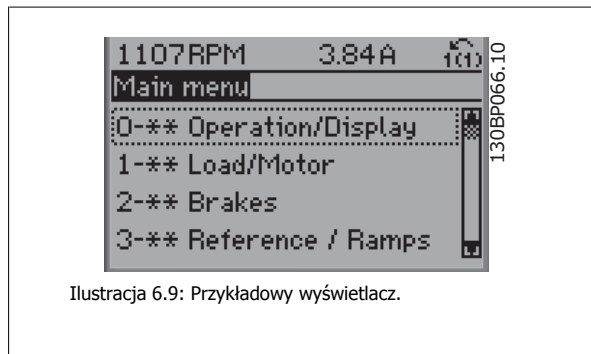 1107RPM 3.84A 1(1)
Main menu
0-** Operation/Display
1-** Load/Motor
2-** Brakes
3-** Reference / Ramps
130BP066.10
Ilustracja 6.9: Przykładowy wyświetlacz.